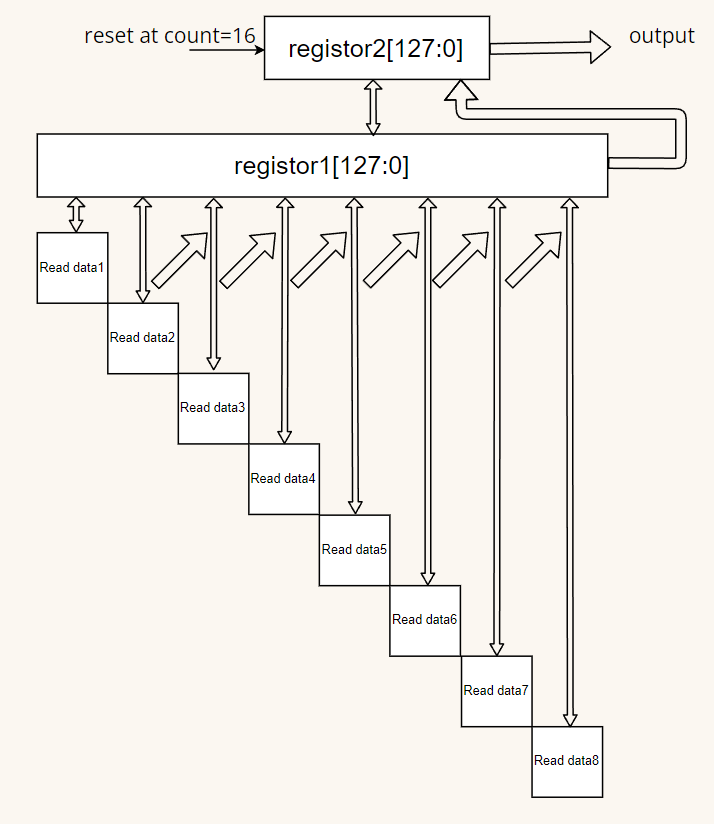 reset at count=16
registor2[127:0]
output
registor1[127:0]
Read data1
Read data2
Read data3
Read data4
Read data5
Read data6
Read data7
Read data8